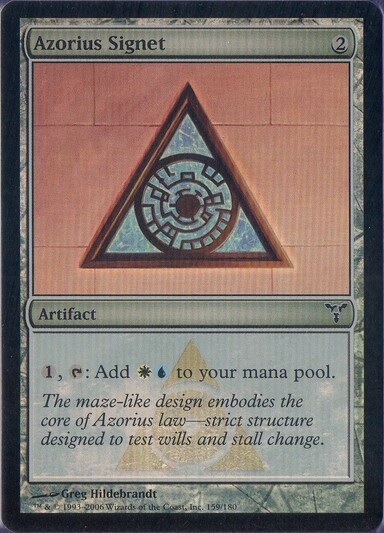 Azorius Signet 2
Artifact
1, : Add to your mana pool.
The maze-like design embodies the
core of Azorius law—strict structure
designed to test wills and stall change.
Greg Hildebrandt
™ & © 1993–2006 Wizards of the Coast, Inc. 159/180